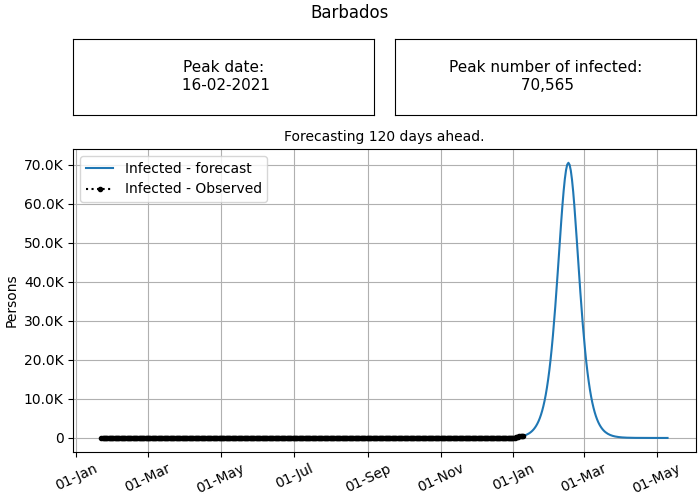 Barbados
Peak date:
16-02-2021
Peak number of infected:
70,565
Forecasting 120 days ahead.
Infected - forecast
Infected - Observed
70.0K
60.0K
50.0K
40.0K
30.0K
20.0K
10.0K
0
Persons
01-Jan
01-Mar
01-May
01-Jul
01-Sep
01-Nov
01-Jan
01-Mar
01-May